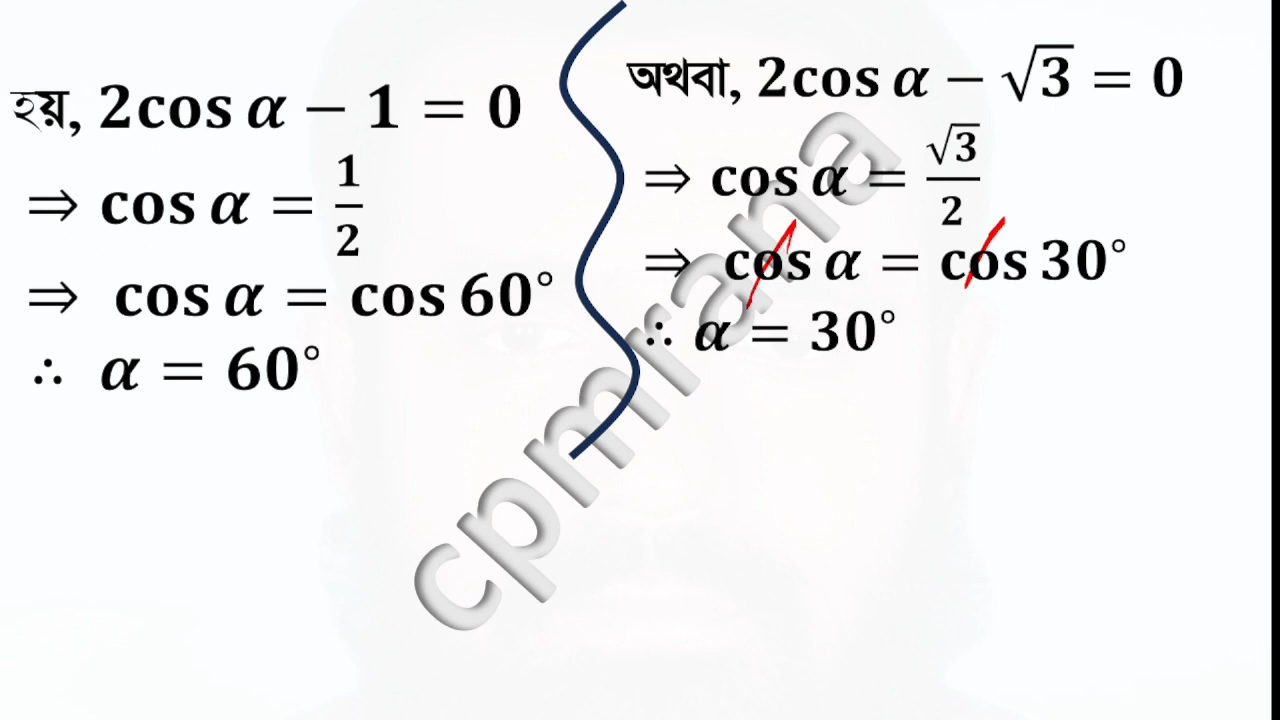 হয়, 2cos α − 1 = 0
⇒ cos α = 1/2
⇒ cos α = cos 60°
∴ α = 60°
অথবা, 2cos α − √3 = 0
⇒ cos α = √3/2
⇒ cos α = cos 30°
∴ α = 30°
cpmrana